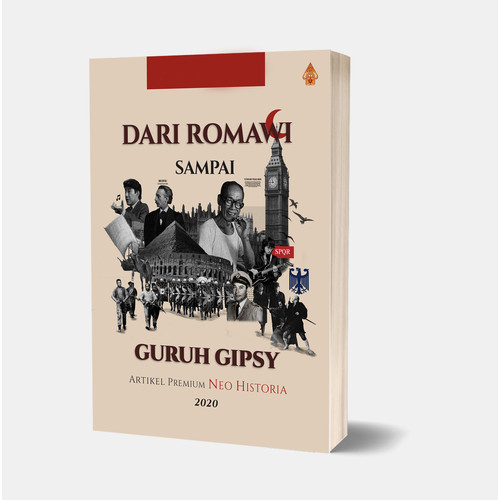 DARI ROMAWI
SAMPAI
SPQR
GURUH GIPSY
ARTIKEL PREMIUM NEO HISTORIA
2020